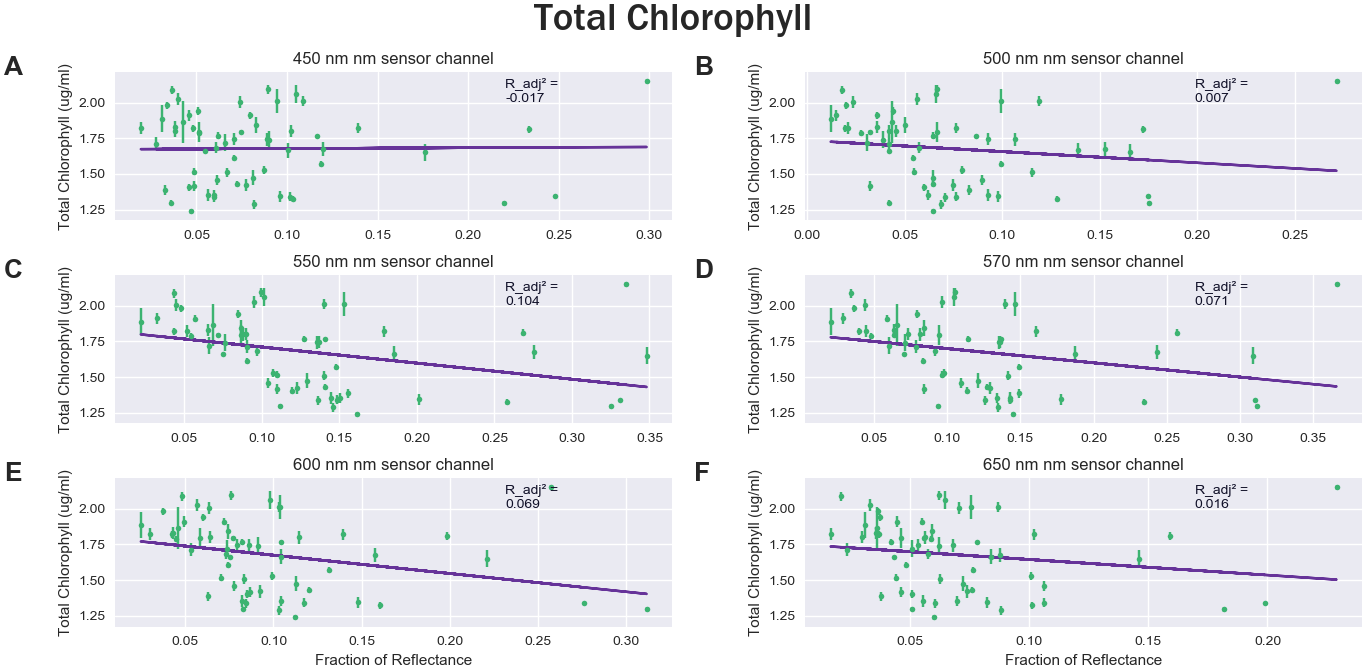 Total Chlorophyll
A
450 nm nm sensor channel
Total Chlorophyll (ug/ml)
2.00
1.75
1.50
1.25
R_adj² =
-0.017
0.05
0.10
0.15
0.20
0.25
0.30
B
500 nm nm sensor channel
Total Chlorophyll (ug/ml)
2.00
1.75
1.50
1.25
R_adj² =
0.007
0.00
0.05
0.10
0.15
0.20
0.25
C
550 nm nm sensor channel
Total Chlorophyll (ug/ml)
2.00
1.75
1.50
1.25
R_adj² =
0.104
0.05
0.10
0.15
0.20
0.25
0.30
0.35
D
570 nm nm sensor channel
Total Chlorophyll (ug/ml)
2.00
1.75
1.50
1.25
R_adj² =
0.071
0.05
0.10
0.15
0.20
0.25
0.30
0.35
E
600 nm nm sensor channel
Total Chlorophyll (ug/ml)
2.00
1.75
1.50
1.25
R_adj² =
0.069
0.05
0.10
0.15
0.20
0.25
0.30
Fraction of Reflectance
F
650 nm nm sensor channel
Total Chlorophyll (ug/ml)
2.00
1.75
1.50
1.25
R_adj² =
0.016
0.05
0.10
0.15
0.20
Fraction of Reflectance